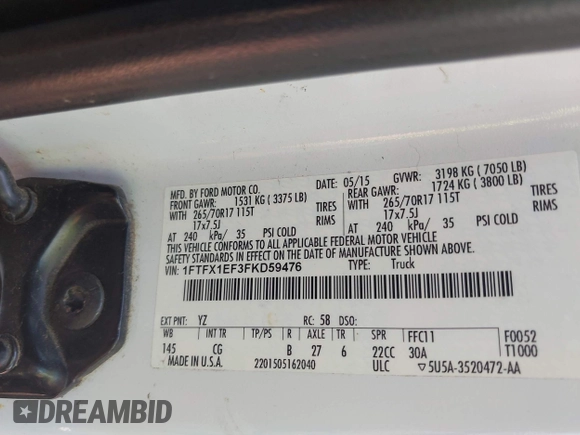 MFD. BY FORD MOTOR CO.
DATE: 05/15 GVWR: 3198 KG ( 7050 LB)
FRONT GAWR: 1531 KG ( 3375 LB) REAR GAWR: 1724 KG ( 3800 LB)
WITH 265/70R17 115T TIRES WITH 265/70R17 115T TIRES
17x7.5J RIMS 17x7.5J RIMS
AT 240 kPa/ 35 PSI COLD AT 240 kPa/ 35 PSI COLD
THIS VEHICLE CONFORMS TO ALL APPLICABLE FEDERAL MOTOR VEHICLE
SAFETY STANDARDS IN EFFECT ON THE DATE OF MANUFACTURE SHOWN ABOVE.
VIN: 1FTFX1EF3FKD59476 TYPE: Truck
EXT PNT: YZ RC: 58 DSO:
WB INT TR TP/PS R AXLE TR SPR FFC11 F0052
145 CG B 27 6 22CC 30A T1000
MADE IN U.S.A. 2201505162040 ULC ▽5U5A-3520472-AA
DREAMBID